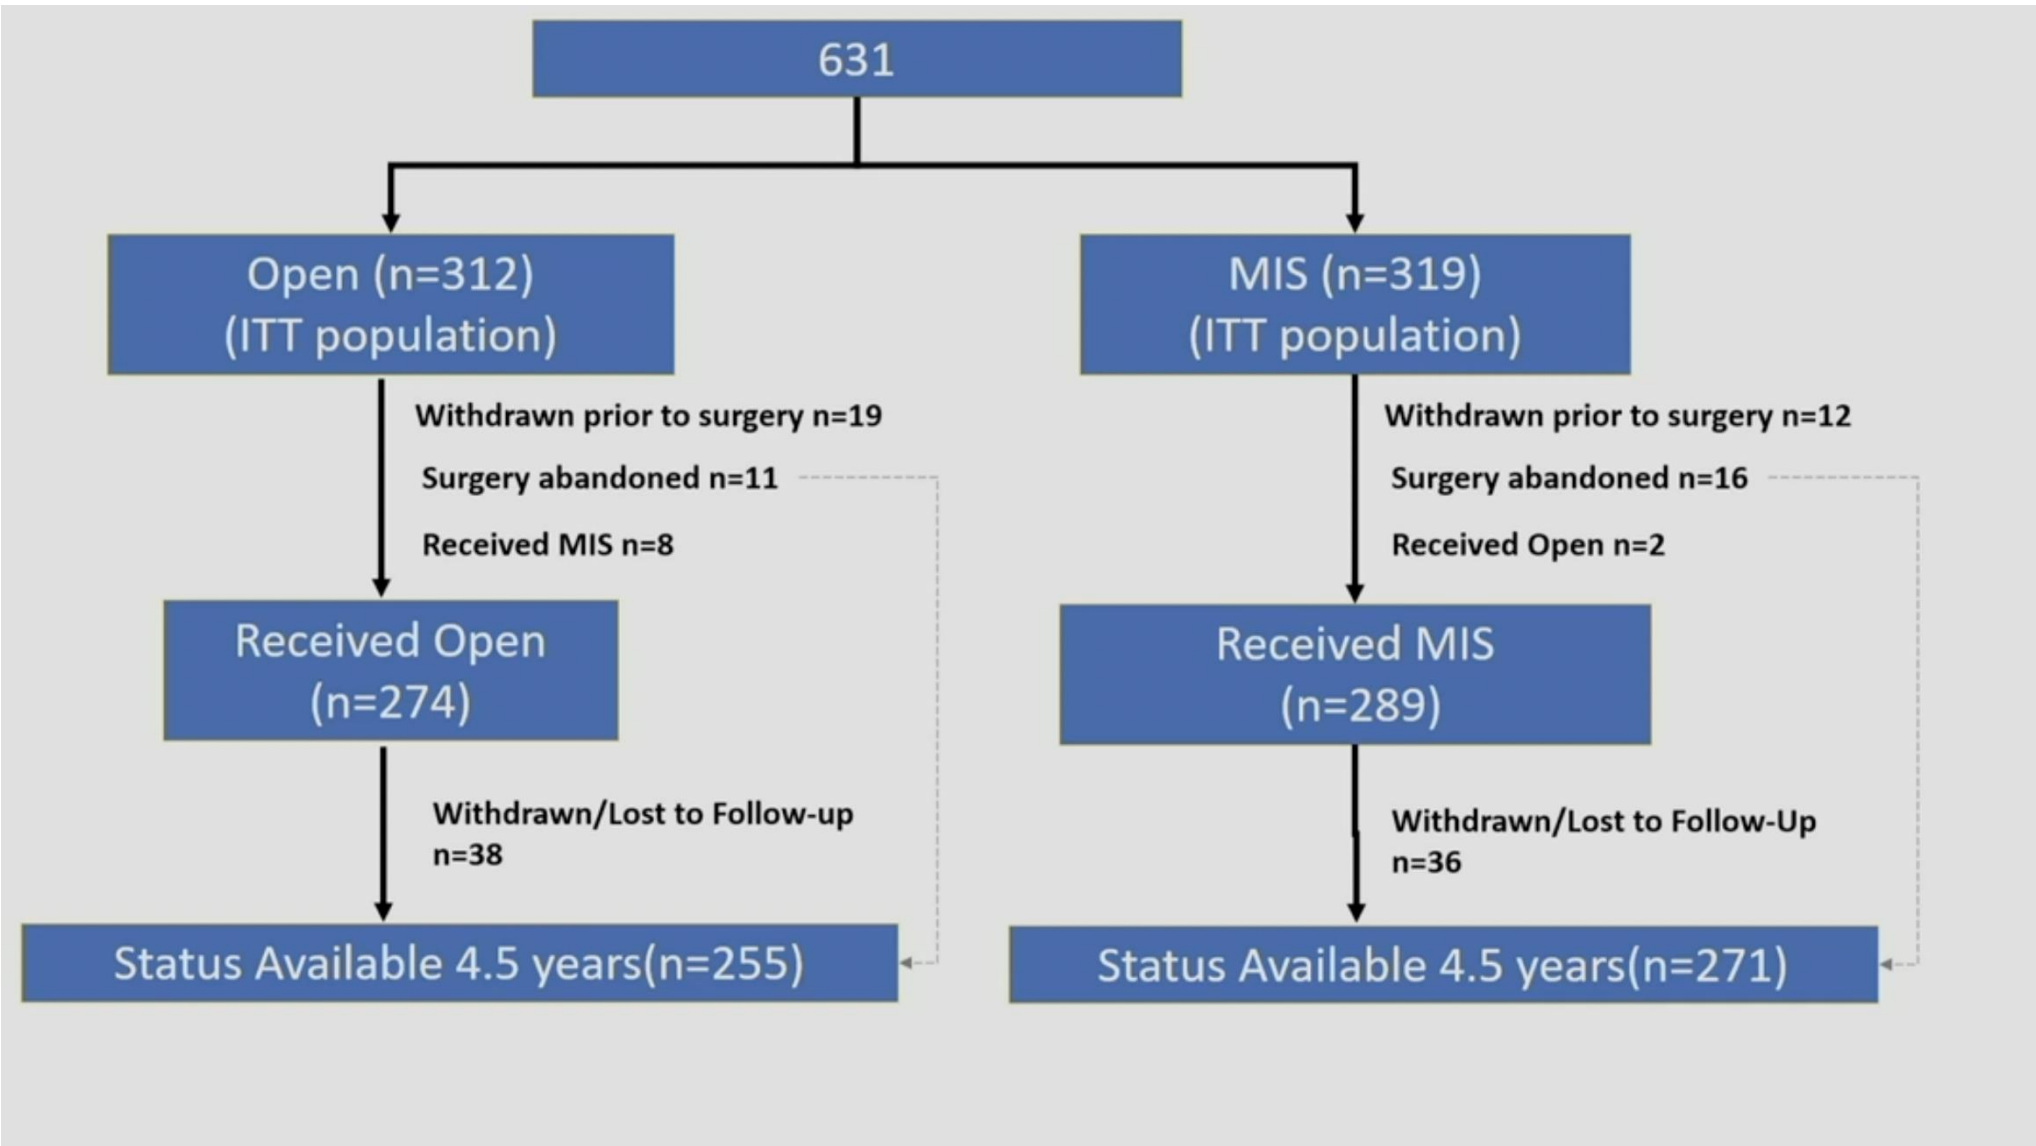 631
Open (n=312)
(ITT population)
MIS (n=319)
(ITT population)
Withdrawn prior to surgery n=19
Surgery abandoned n=11
Received MIS n=8
Withdrawn prior to surgery n=12
Surgery abandoned n=16
Received Open n=2
Received Open
(n=274)
Received MIS
(n=289)
Withdrawn/Lost to Follow-up
n=38
Withdrawn/Lost to Follow-Up
n=36
Status Available 4.5 years(n=255)
Status Available 4.5 years(n=271)